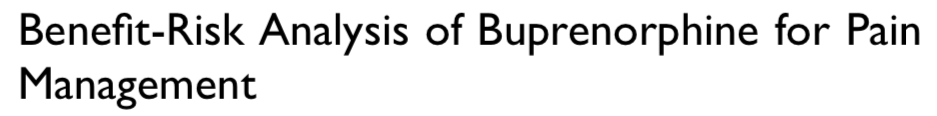 Benefit-Risk Analysis of Buprenorphine for Pain
Management